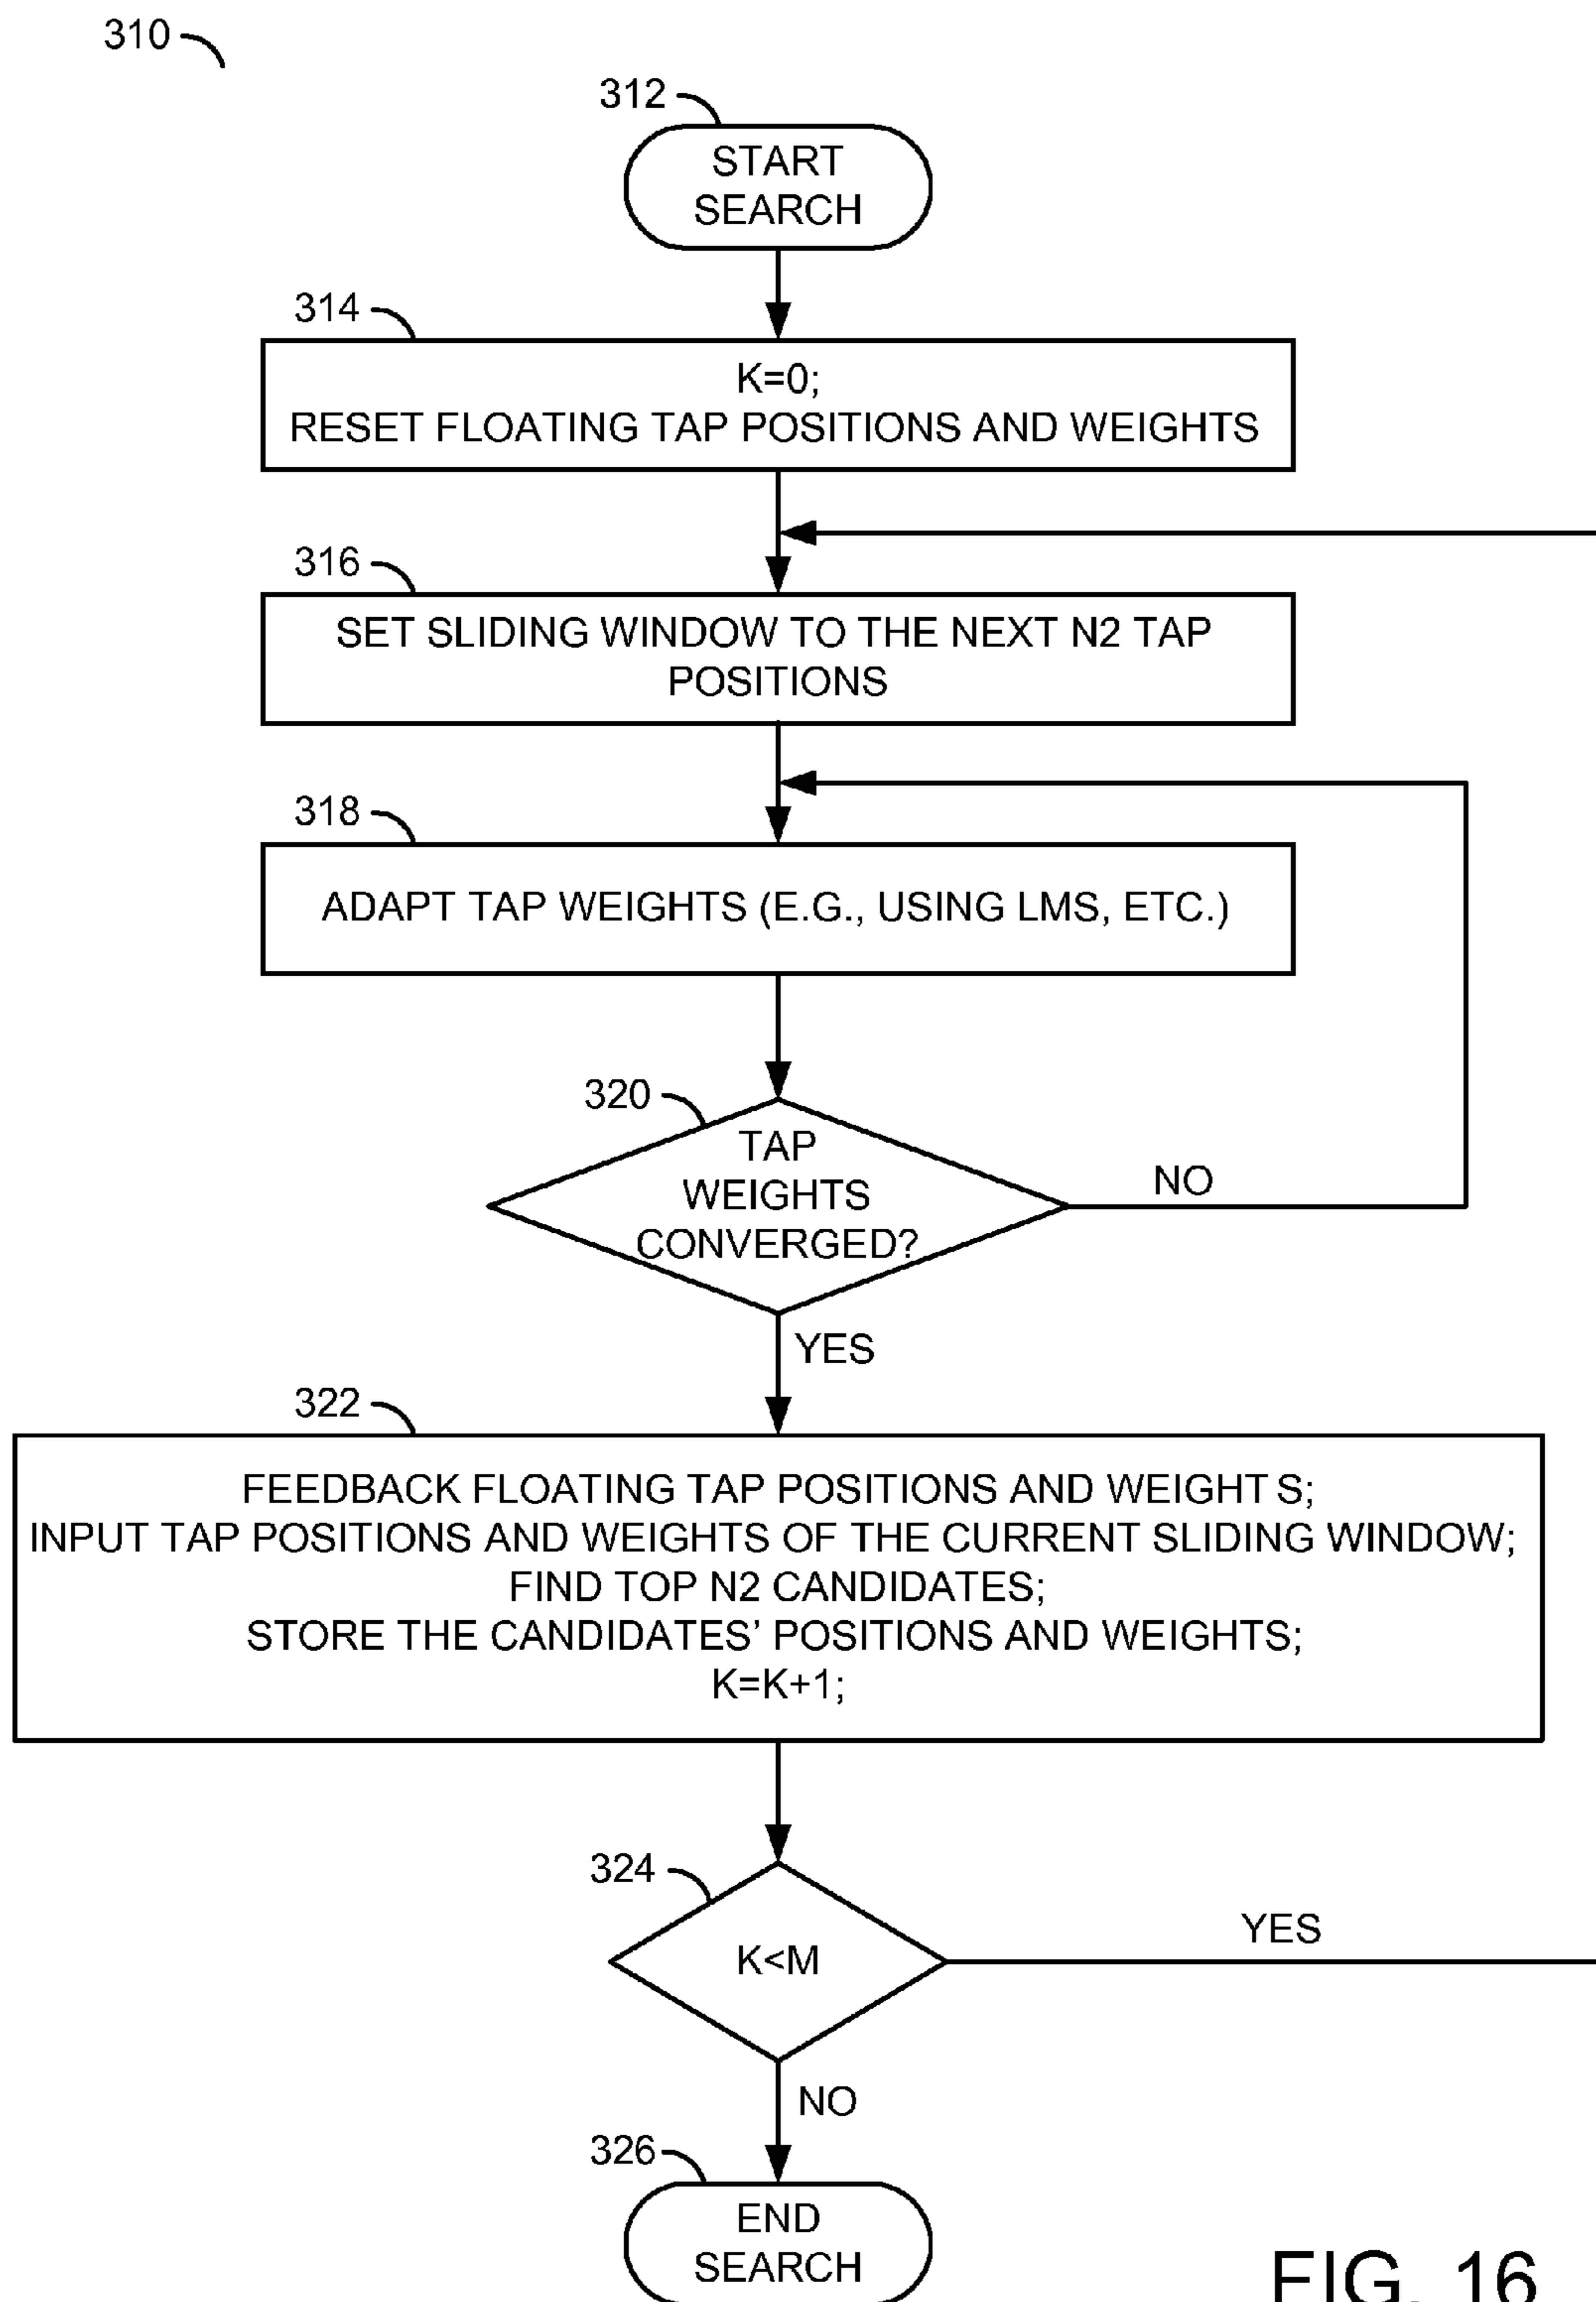 310
312
START
SEARCH
314
K=0;
RESET FLOATING TAP POSITIONS AND WEIGHTS
316
SET SLIDING WINDOW TO THE NEXT N2 TAP
POSITIONS
318
ADAPT TAP WEIGHTS (E.G., USING LMS, ETC.)
320
TAP
WEIGHTS
CONVERGED?
NO
YES
322
FEEDBACK FLOATING TAP POSITIONS AND WEIGHTS;
INPUT TAP POSITIONS AND WEIGHTS OF THE CURRENT SLIDING WINDOW;
FIND TOP N2 CANDIDATES;
STORE THE CANDIDATES’ POSITIONS AND WEIGHTS;
K=K+1;
324
K<M
YES
NO
326
END
SEARCH
FIG. 16